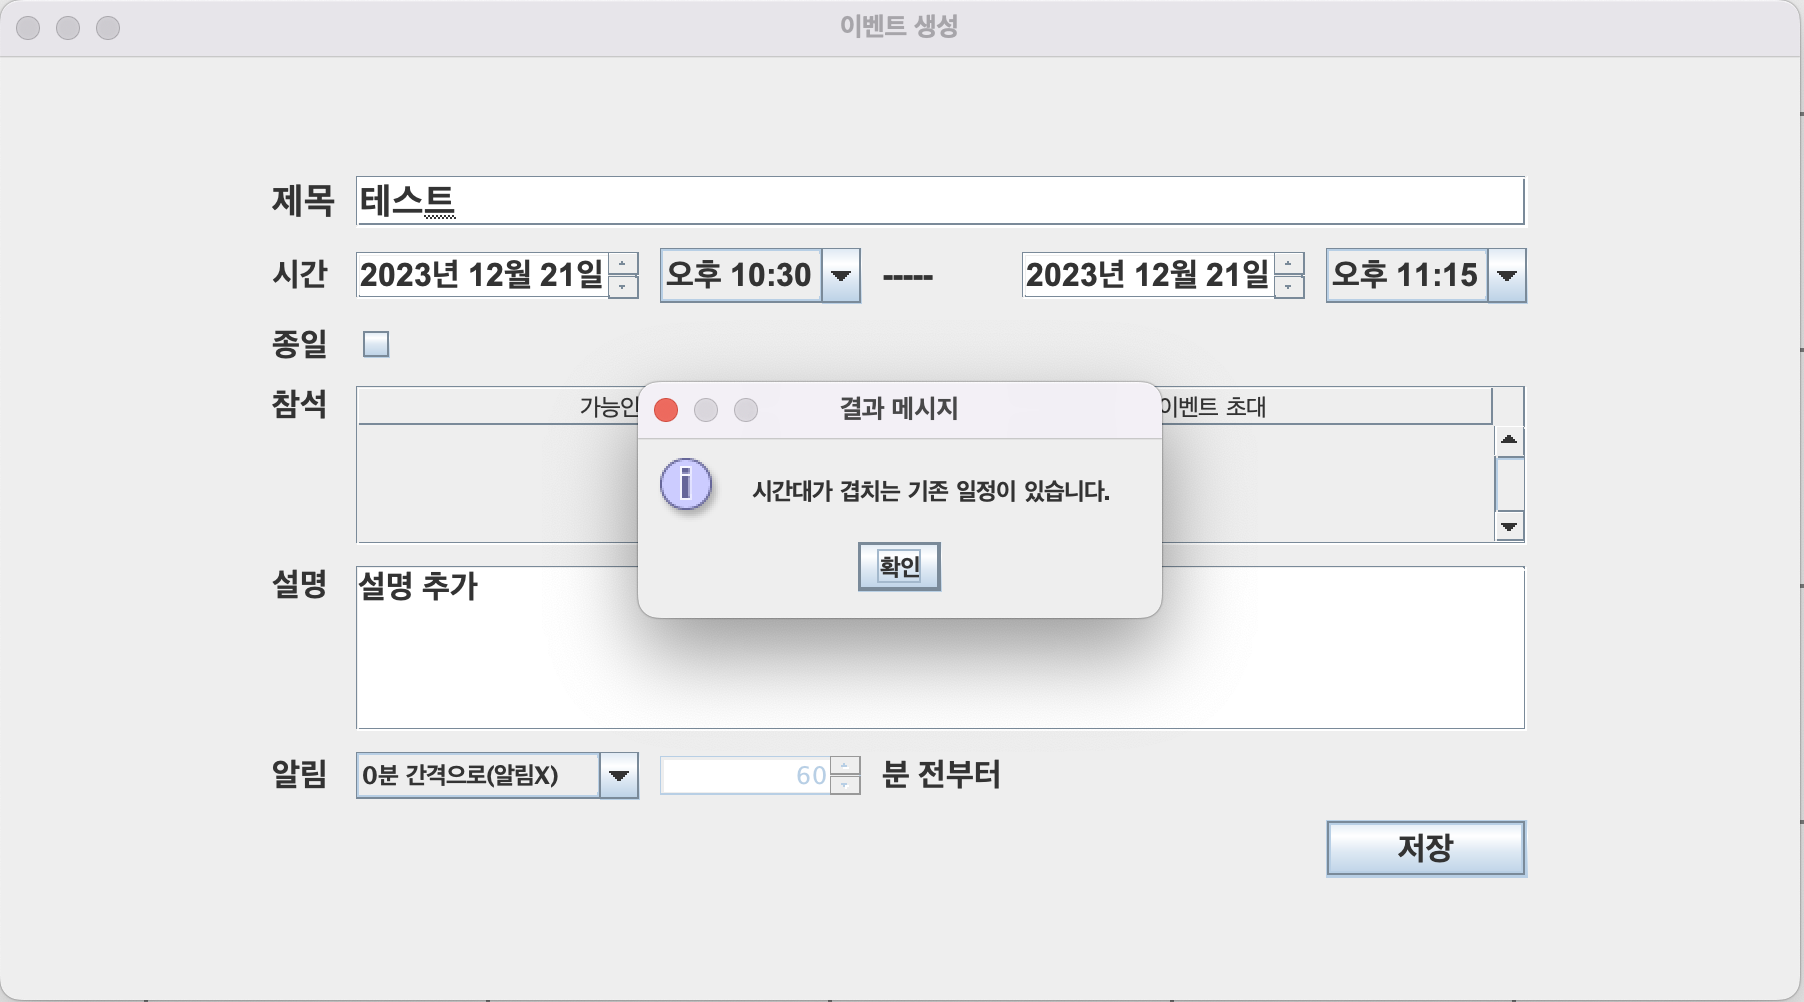 이벤트 생성
제목 테스트
시간 2023년 12월 21일 오후 10:30 ----- 2023년 12월 21일 오후 11:15
종일
참석 가능인 이벤트 초대
결과 메시지
시간대가 겹치는 기존 일정이 있습니다.
확인
설명 설명 추가
알림 0분 간격으로(알림X) 60 분 전부터
저장